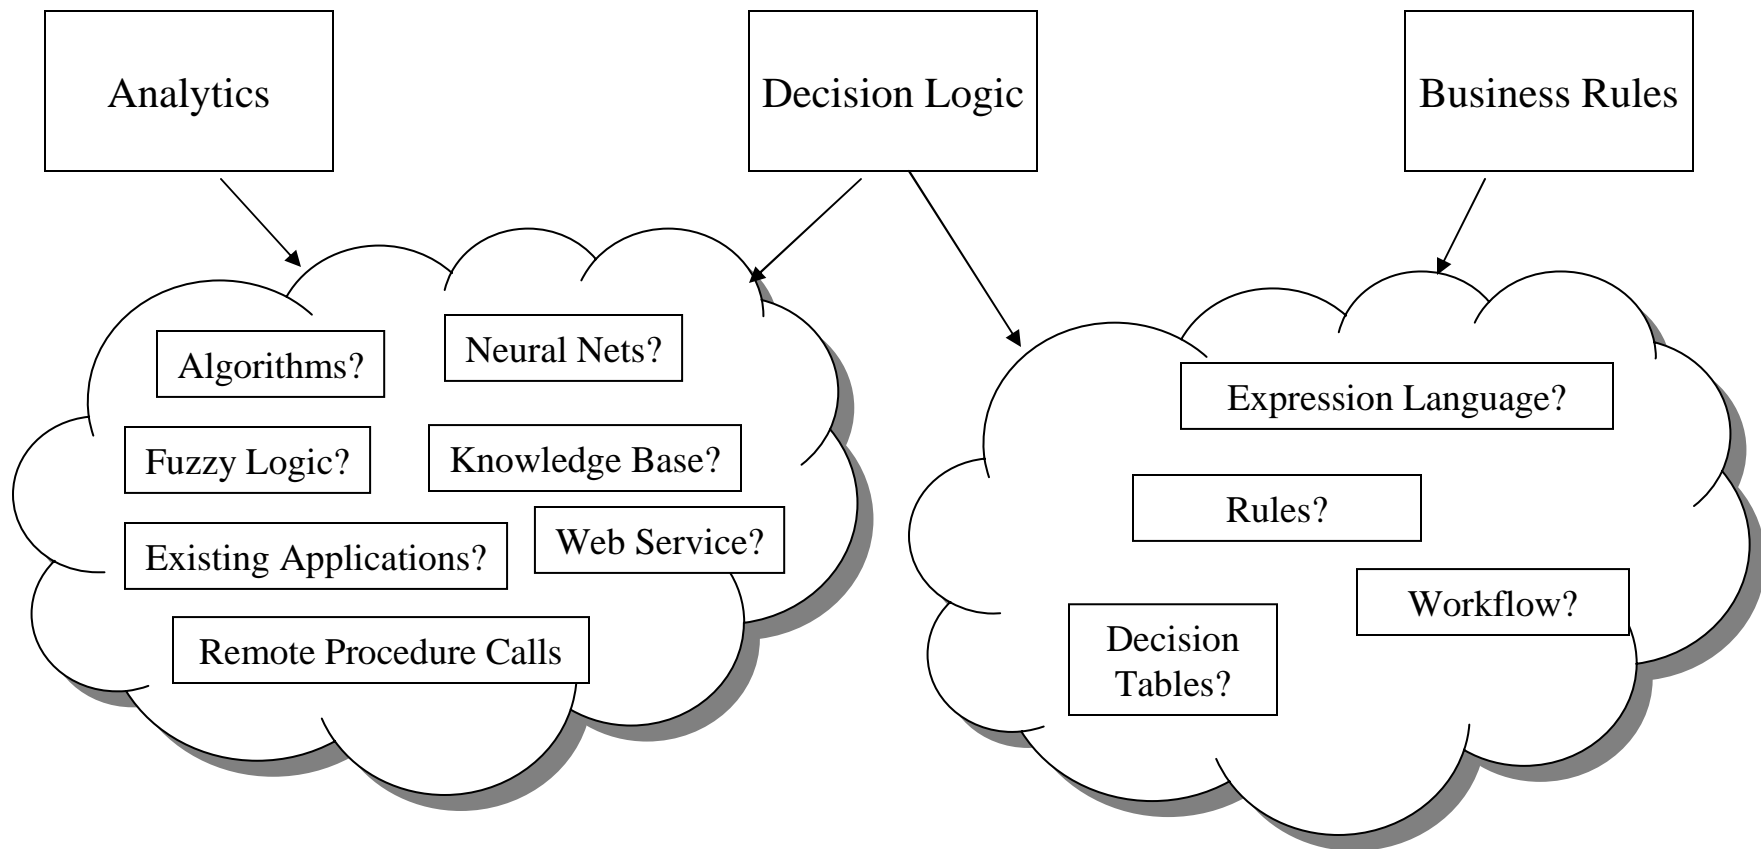 Analytics
Decision Logic
Business Rules
Algorithms?
Neural Nets?
Fuzzy Logic?
Knowledge Base?
Existing Applications?
Web Service?
Remote Procedure Calls
Expression Language?
Rules?
Workflow?
Decision
Tables?